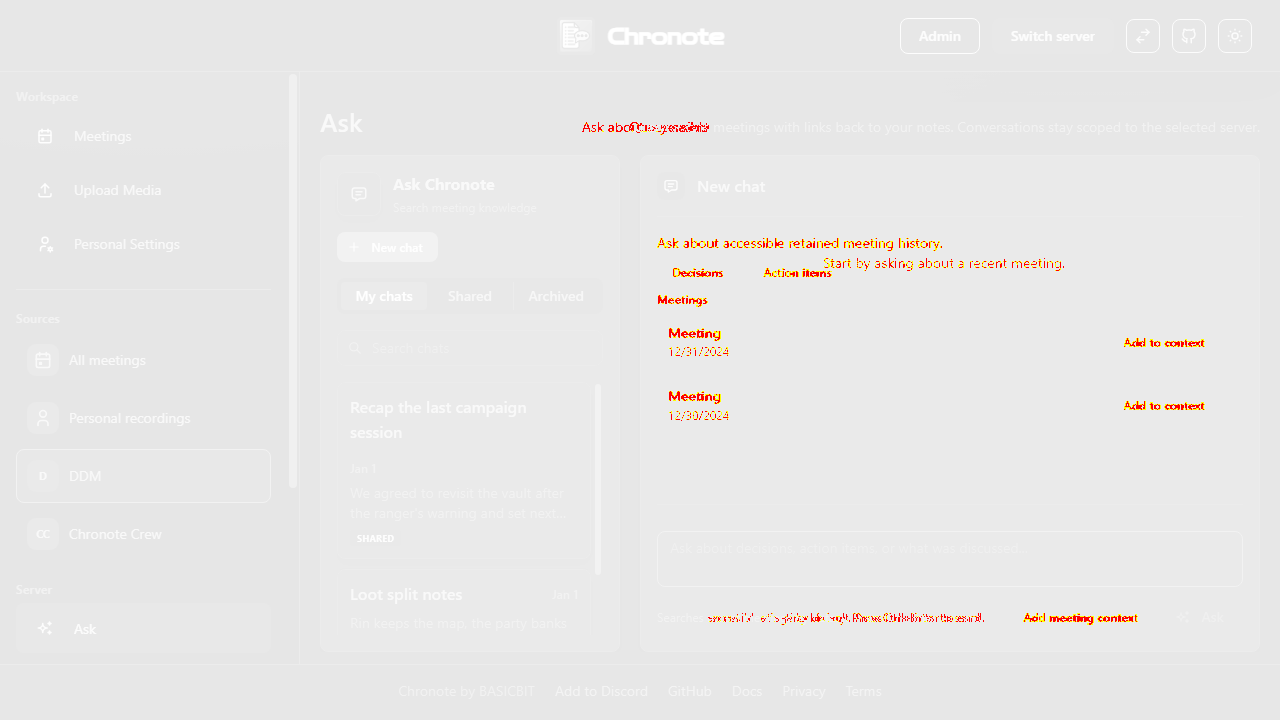 Chronote
Admin
Switch server
Workspace
Meetings
Upload Media
Personal Settings
Sources
All meetings
Personal recordings
D
DDM
CC
Chronote Crew
Server
Ask
Ask
Ask about meetings with links back to your notes. Conversations stay scoped to the selected server.
Ask Chronote
Search meeting knowledge
New chat
My chats
Shared
Archived
Search chats
Recap the last campaign
session
Jan 1
We agreed to revisit the vault after
the ranger's warning and set next...
SHARED
Loot split notes
Jan 1
Rin keeps the map, the party banks
New chat
Ask about accessible retained meeting history.
Start by asking about a recent meeting.
Decisions
Action items
Meetings
Meeting
12/31/2024
Add to context
Meeting
12/30/2024
Add to context
Ask about decisions, action items, or what was discussed.
Searches
Add meeting context
Ask
Chronote by BASICBIT
Add to Discord
GitHub
Docs
Privacy
Terms